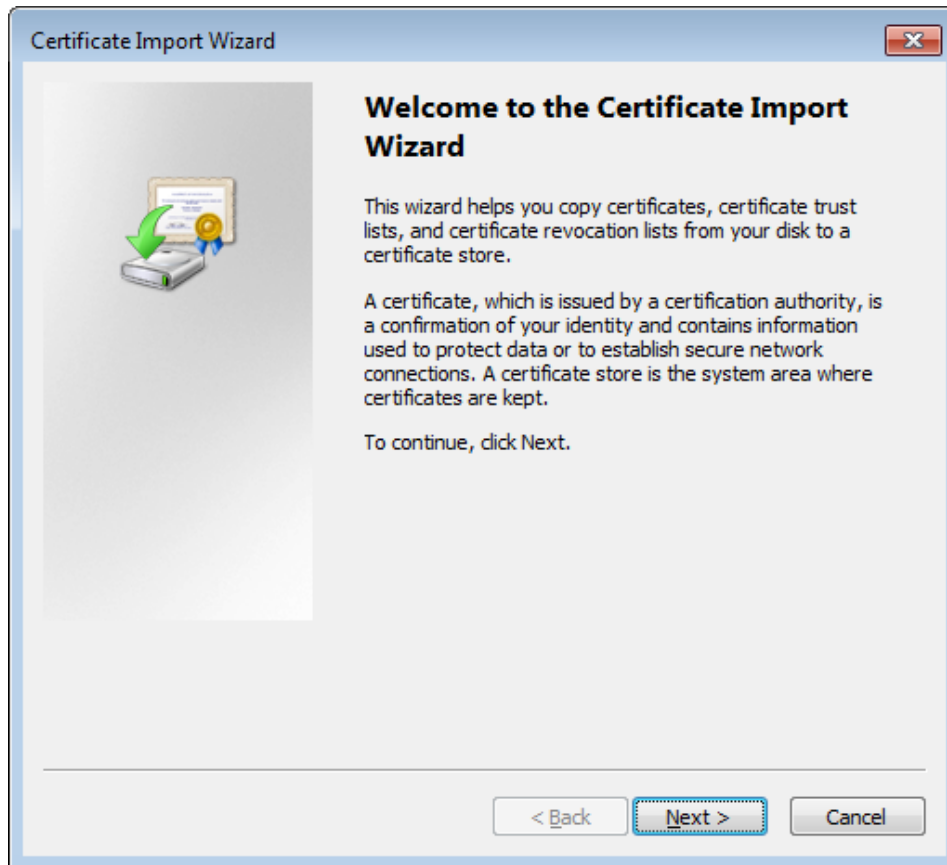 Certificate Import Wizard
Welcome to the Certificate Import
Wizard
This wizard helps you copy certificates, certificate trust
lists, and certificate revocation lists from your disk to a
certificate store.
A certificate, which is issued by a certification authority, is
a confirmation of your identity and contains information
used to protect data or to establish secure network
connections. A certificate store is the system area where
certificates are kept.
To continue, click Next.
< Back
Next >
Cancel